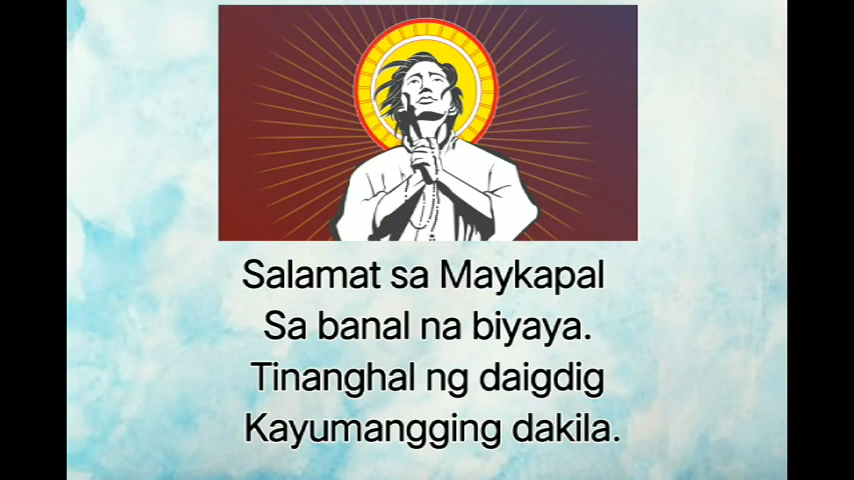 Salamat sa Maykapal
Sa banal na biyaya.
Tinanghal ng daigdig
Kayumangging dakila.